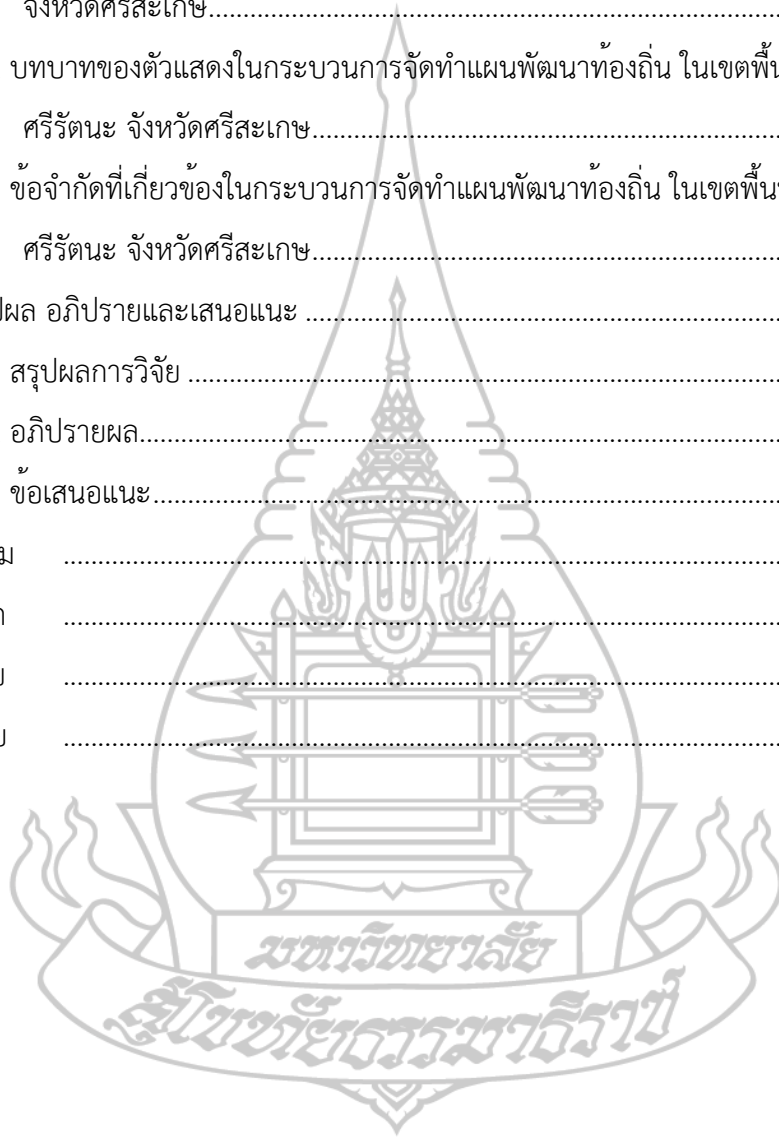 จังหวัดศรีสะเกษ................................................................................
บทบาทของตัวแสดงในกระบวนการจัดทำแผนพัฒนาท้องถิ่น ในเขตพื้น
ศรีรัตนะ จังหวัดศรีสะเกษ................................................................
ข้อจำกัดที่เกี่ยวข้องในกระบวนการจัดทำแผนพัฒนาท้องถิ่น ในเขตพื้น
ศรีรัตนะ จังหวัดศรีสะเกษ................................................................
ปผล อภิปรายและเสนอแนะ ................................................................
สรุปผลการวิจัย ................................................................................
อภิปรายผล................................................................................
ข้อเสนอแนะ................................................................................
ม ................................................................................
า ................................................................................
ย ................................................................................
ย ................................................................................
มหาวิทยาลัย
สุโขทัยธรรมาธิราช